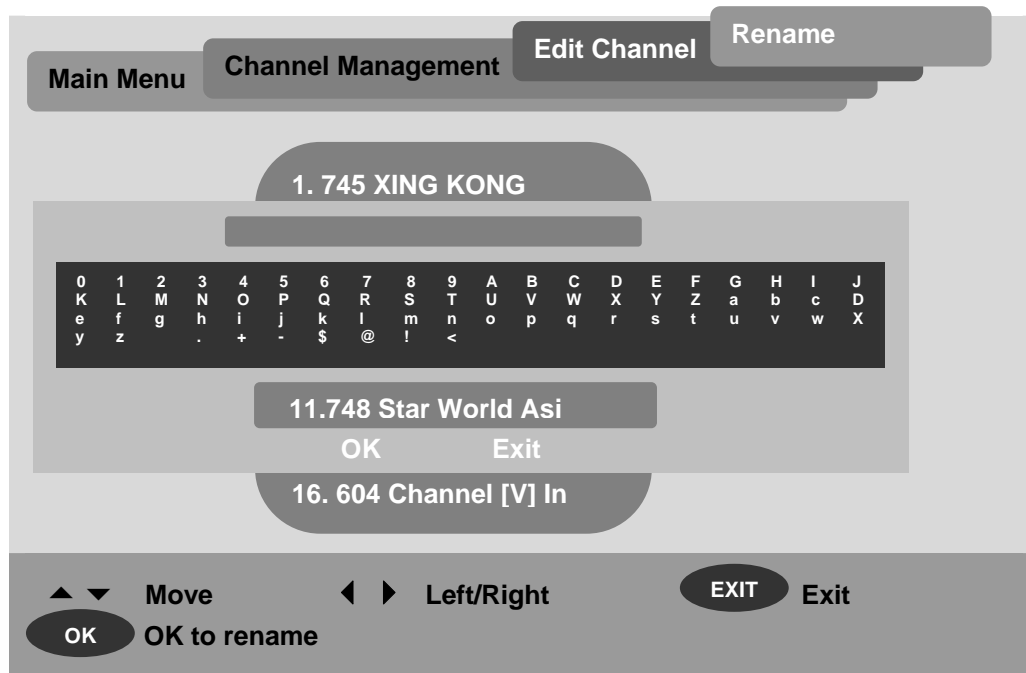 Main Menu Channel Management Edit Channel Rename
1. 745 XING KONG
0 1 2 3 4 5 6 7 8 9 A B C D E F G H I J
K L M N O P Q R S T U V W X Y Z a b c D
e f g h i j k l m n o p q r s t u v w X
y z . + - $ @ ! <
11.748 Star World Asi
OK Exit
16. 604 Channel [V] In
Move Left/Right EXIT Exit
OK OK to rename